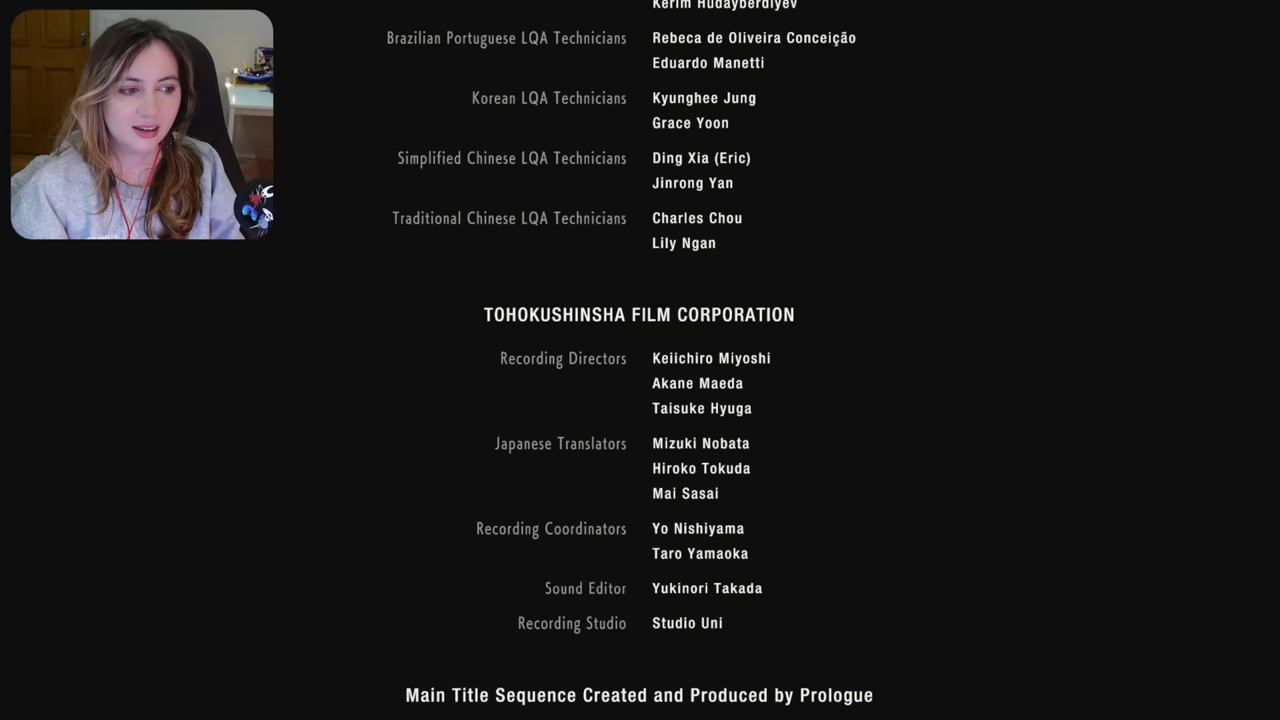 Kerim Hudayberdiyev
Brazilian Portuguese LQA Technicians Rebeca de Oliveira Conceição
Eduardo Manetti
Korean LQA Technicians Kyunghee Jung
Grace Yoon
Simplified Chinese LQA Technicians Ding Xia (Eric)
Jinrong Yan
Traditional Chinese LQA Technicians Charles Chou
Lily Ngan
TOHOKUSHINSHA FILM CORPORATION
Recording Directors Keiichiro Miyoshi
Akane Maeda
Taisuke Hyuga
Japanese Translators Mizuki Nobata
Hiroko Tokuda
Mai Sasai
Recording Coordinators Yo Nishiyama
Taro Yamaoka
Sound Editor Yukinori Takada
Recording Studio Studio Uni
Main Title Sequence Created and Produced by Prologue